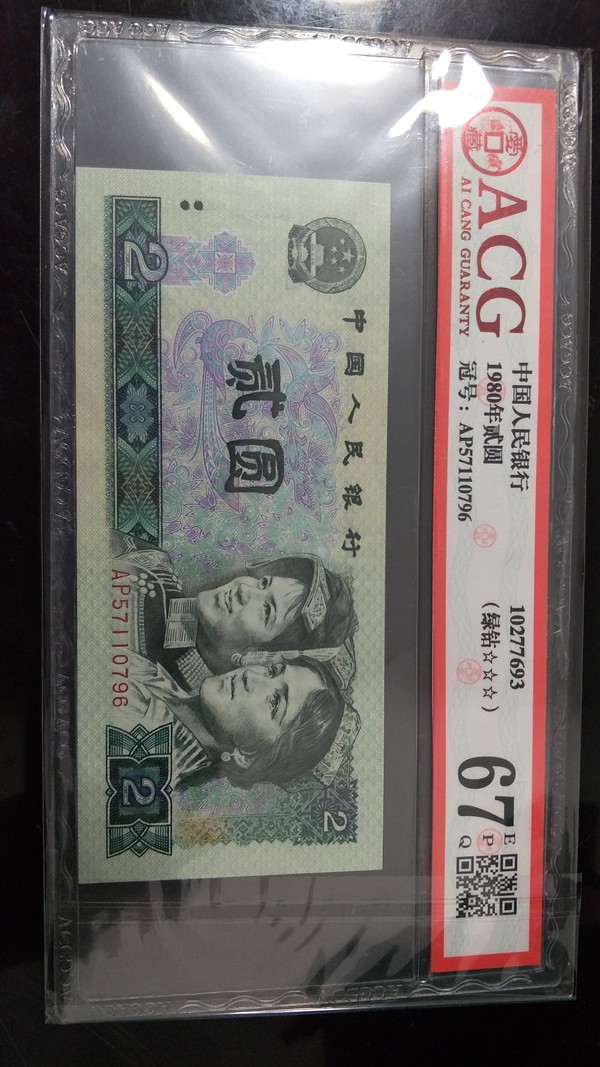 ACG
AI CANG GUARANTY
中国人民银行
1980年贰圆
冠号：AP57110796
10277693
（绿钻☆☆☆）
67
E
P
Q
中国人民银行
贰圆
2
AP57110796
2
2